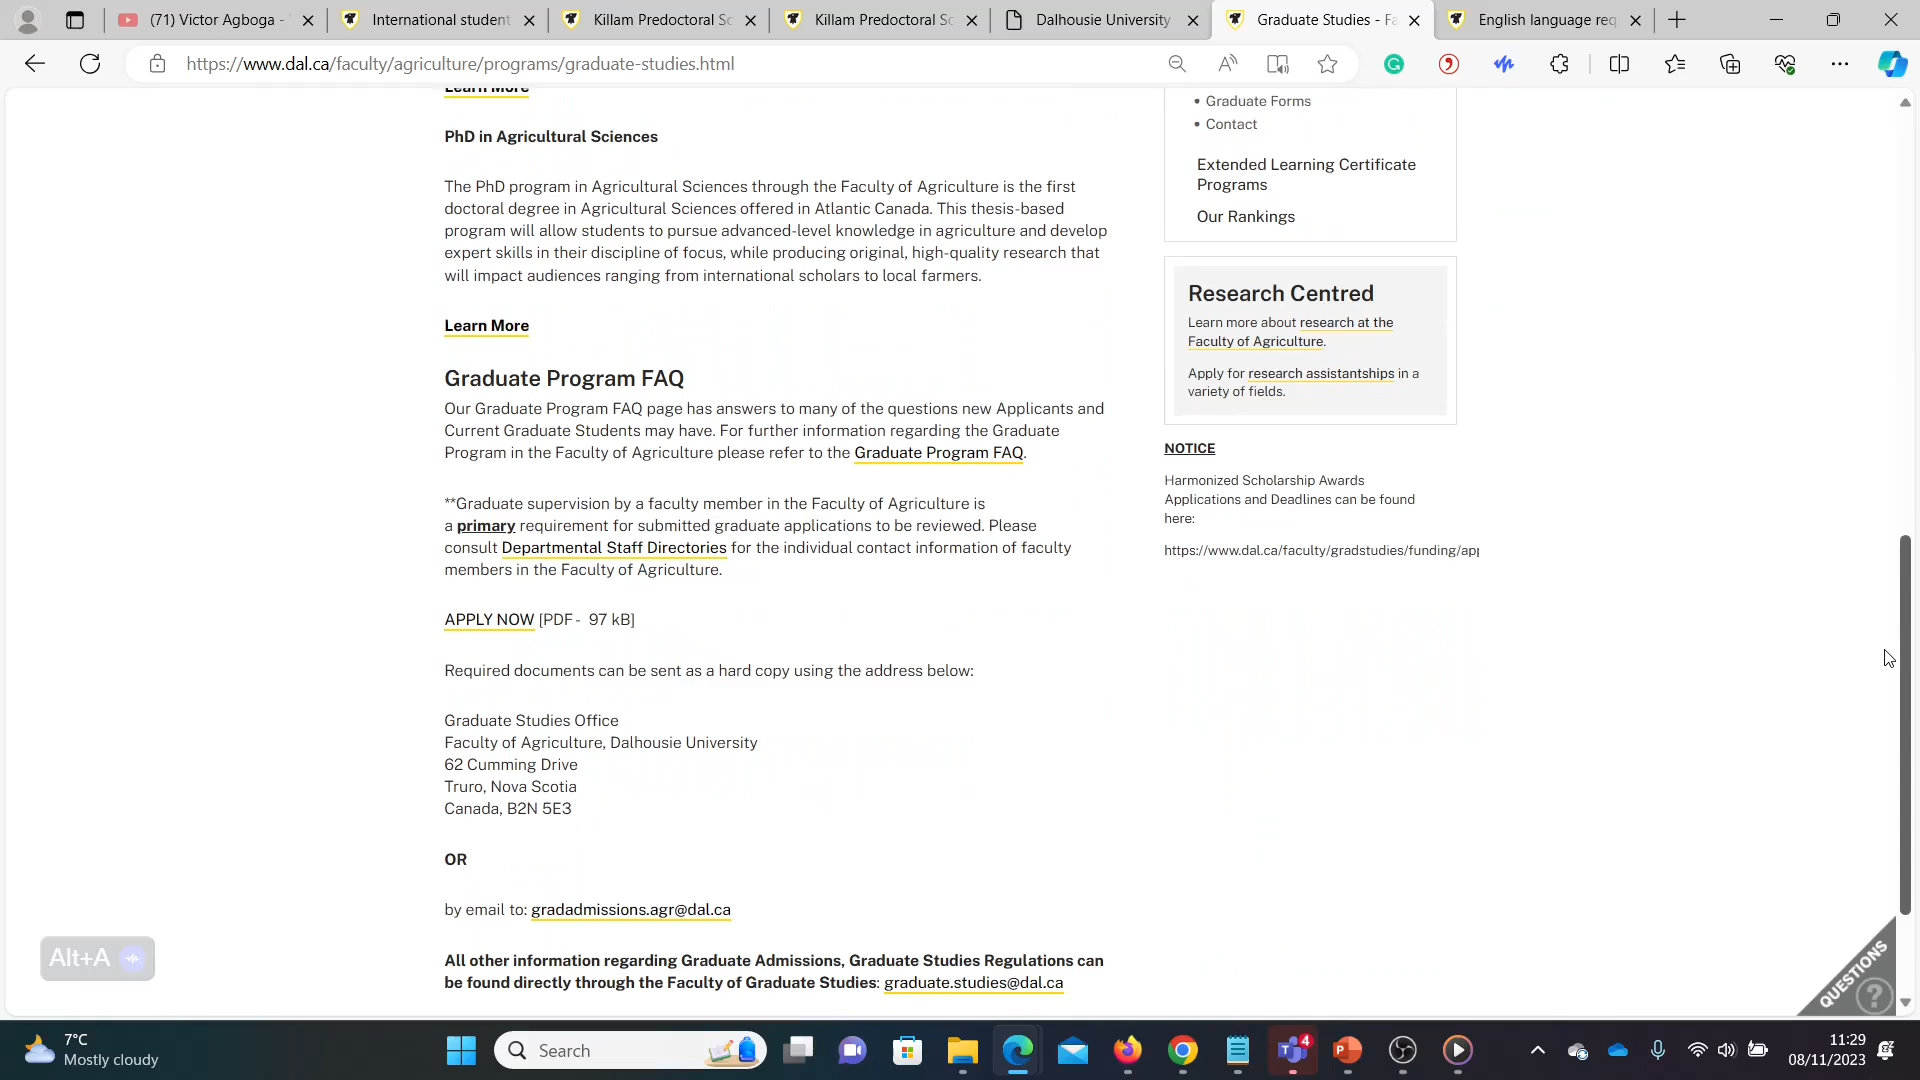 (71) Victor Agboga -
International student
Killam Predoctoral Sc
Killam Predoctoral Sc
Dalhousie University
Graduate Studies - Fa
English language req
https://www.dal.ca/faculty/agriculture/programs/graduate-studies.html
Learn More
PhD in Agricultural Sciences
The PhD program in Agricultural Sciences through the Faculty of Agriculture is the first
doctoral degree in Agricultural Sciences offered in Atlantic Canada. This thesis-based
program will allow students to pursue advanced-level knowledge in agriculture and develop
expert skills in their discipline of focus, while producing original, high-quality research that
will impact audiences ranging from international scholars to local farmers.
Learn More
Graduate Program FAQ
Our Graduate Program FAQ page has answers to many of the questions new Applicants and
Current Graduate Students may have. For further information regarding the Graduate
Program in the Faculty of Agriculture please refer to the Graduate Program FAQ.
**Graduate supervision by a faculty member in the Faculty of Agriculture is
a primary requirement for submitted graduate applications to be reviewed. Please
consult Departmental Staff Directories for the individual contact information of faculty
members in the Faculty of Agriculture.
APPLY NOW [PDF - 97 kB]
Required documents can be sent as a hard copy using the address below:
Graduate Studies Office
Faculty of Agriculture, Dalhousie University
62 Cumming Drive
Truro, Nova Scotia
Canada, B2N 5E3
OR
by email to: gradadmissions.agr@dal.ca
All other information regarding Graduate Admissions, Graduate Studies Regulations can
be found directly through the Faculty of Graduate Studies: graduate.studies@dal.ca
• Graduate Forms
• Contact
Extended Learning Certificate
Programs
Our Rankings
Research Centred
Learn more about research at the
Faculty of Agriculture.
Apply for research assistantships in a
variety of fields.
NOTICE
Harmonized Scholarship Awards
Applications and Deadlines can be found
here:
https://www.dal.ca/faculty/gradstudies/funding/app
Alt+A
QUESTIONS
?
7°C
Mostly cloudy
Search
4
11:29
08/11/2023